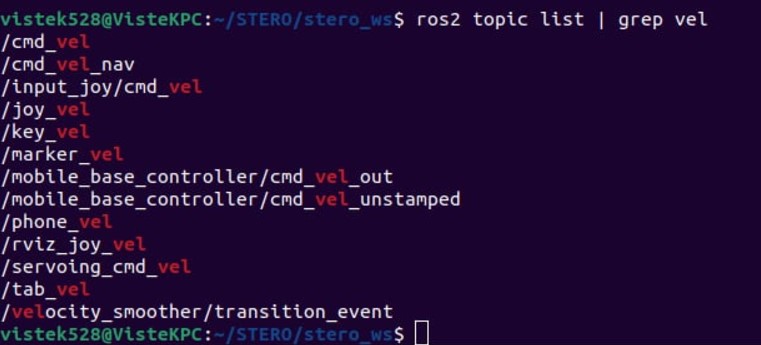 vistek528@VisteKPC:~/STERO/stero_ws$ ros2 topic list | grep vel
/cmd_vel
/cmd_vel_nav
/input_joy/cmd_vel
/joy_vel
/key_vel
/marker_vel
/mobile_base_controller/cmd_vel_out
/mobile_base_controller/cmd_vel_unstamped
/phone_vel
/rviz_joy_vel
/servoing_cmd_vel
/tab_vel
/velocity_smoother/transition_event
vistek528@VisteKPC:~/STERO/stero_ws$